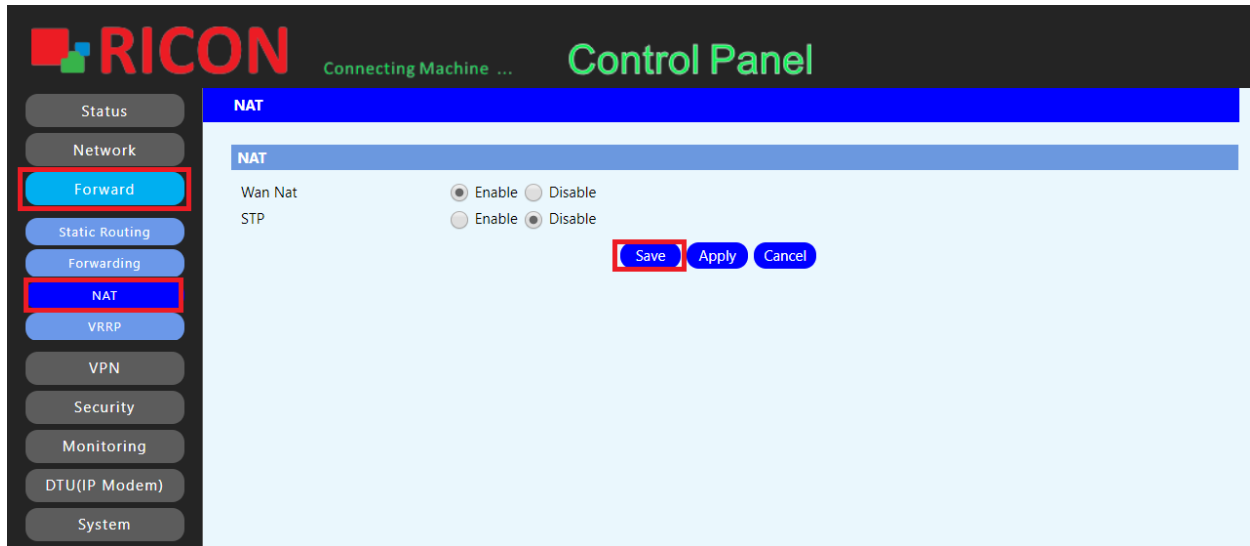 RICON Connecting Machine ... Control Panel
Status
Network
Forward
Static Routing
Forwarding
NAT
VRRP
VPN
Security
Monitoring
DTU(IP Modem)
System
NAT
NAT
Wan Nat Enable Disable
STP Enable Disable
Save Apply Cancel